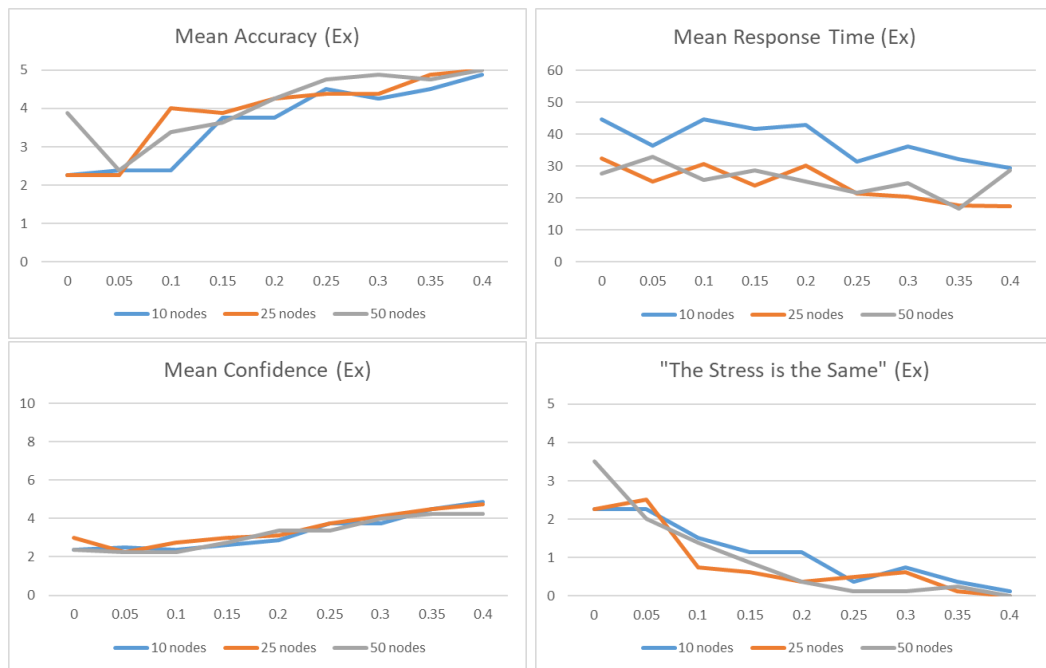 Mean Accuracy (Ex)
5
4
3
2
1
0
0 0.05 0.1 0.15 0.2 0.25 0.3 0.35 0.4
10 nodes 25 nodes 50 nodes
Mean Response Time (Ex)
60
50
40
30
20
10
0
0 0.05 0.1 0.15 0.2 0.25 0.3 0.35 0.4
10 nodes 25 nodes 50 nodes
Mean Confidence (Ex)
10
8
6
4
2
0
0 0.05 0.1 0.15 0.2 0.25 0.3 0.35 0.4
10 nodes 25 nodes 50 nodes
"The Stress is the Same" (Ex)
5
4
3
2
1
0
0 0.05 0.1 0.15 0.2 0.25 0.3 0.35 0.4
10 nodes 25 nodes 50 nodes